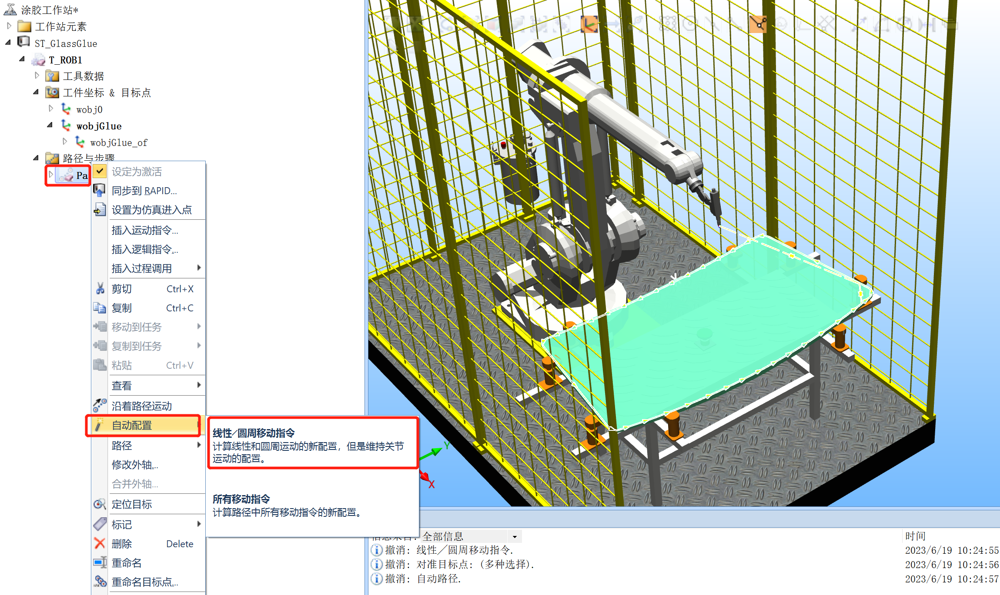 涂胶工作站*
工作站元素
ST_GlassGlue
T_ROB1
工具数据
工件坐标 & 目标点
wobj0
wobjGlue
wobjGlue_of
路径与步骤
Pa
设定为激活
同步到 RAPID...
设置为仿真进入点
插入运动指令...
插入逻辑指令...
插入过程调用
剪切 Ctrl+X
复制 Ctrl+C
移动到任务
复制到任务
粘贴 Ctrl+V
查看
沿着路径运动
自动配置
路径
修改外轴...
合并外轴...
定位目标
标记
删除 Delete
重命名
重命名目标点...
线性/圆周移动指令
计算线性和圆周运动的新配置，但是维持关节
运动的配置。
所有移动指令
计算路径中所有移动指令的新配置。
Y
X
全部信息 时间
撤消: 线性／圆周移动指令. 2023/6/19 10:24:55
撤消: 对准目标点: (多种选择). 2023/6/19 10:24:56
撤消: 自动路径. 2023/6/19 10:24:57